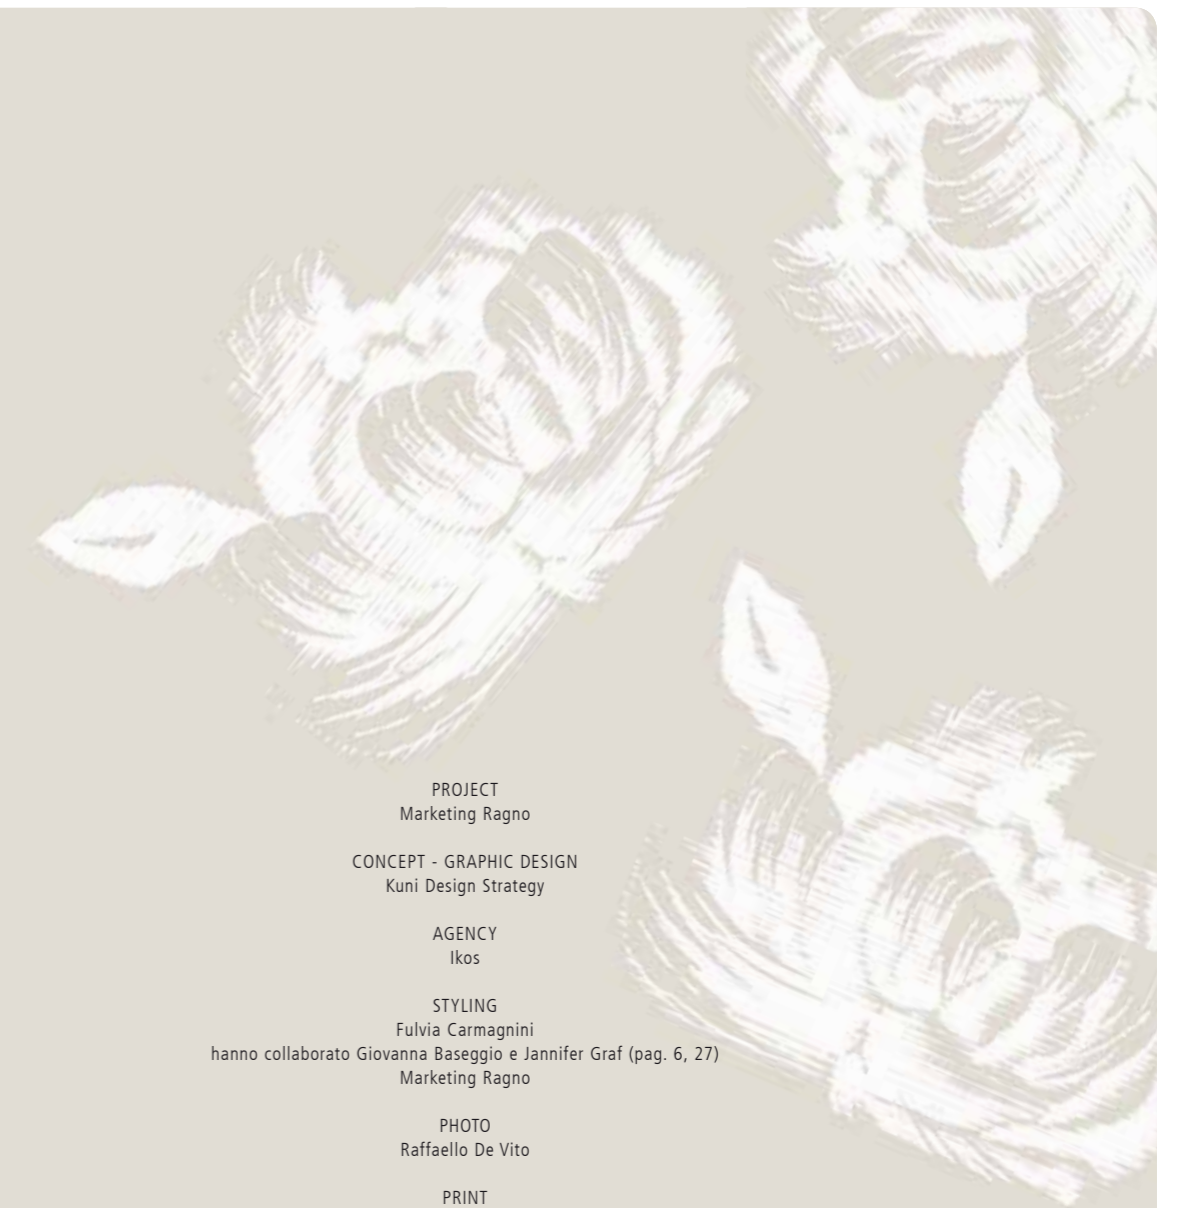 PROJECT
Marketing Ragno
CONCEPT - GRAPHIC DESIGN
Kuni Design Strategy
AGENCY
Ikos
STYLING
Fulvia Carmagnini
hanno collaborato Giovanna Baseggio e Jannifer Graf (pag. 6, 27)
Marketing Ragno
PHOTO
Raffaello De Vito
PRINT